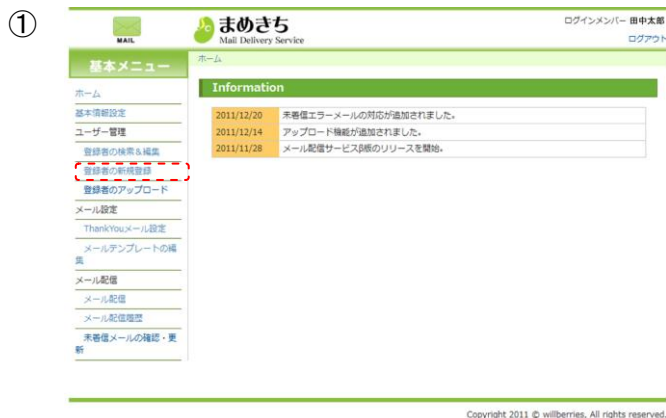 ①
MAIL
まめきち
Mail Delivery Service
ログインメンバー 田中太郎
ログアウト
基本メニュー
ホーム
基本情報設定
ユーザー管理
登録者の検索＆編集
登録者の新規登録
登録者のアップロード
メール設定
ThankYouメール設定
メールテンプレートの編
集
メール配信
メール配信
メール配信履歴
未着信メールの確認・更
新
ホーム
Information
2011/12/20 未着信エラーメールの対応が追加されました。
2011/12/14 アップロード機能が追加されました。
2011/11/28 メール配信サービスβ版のリリースを開始。
Copyright 2011 © willberries. All rights reserved.